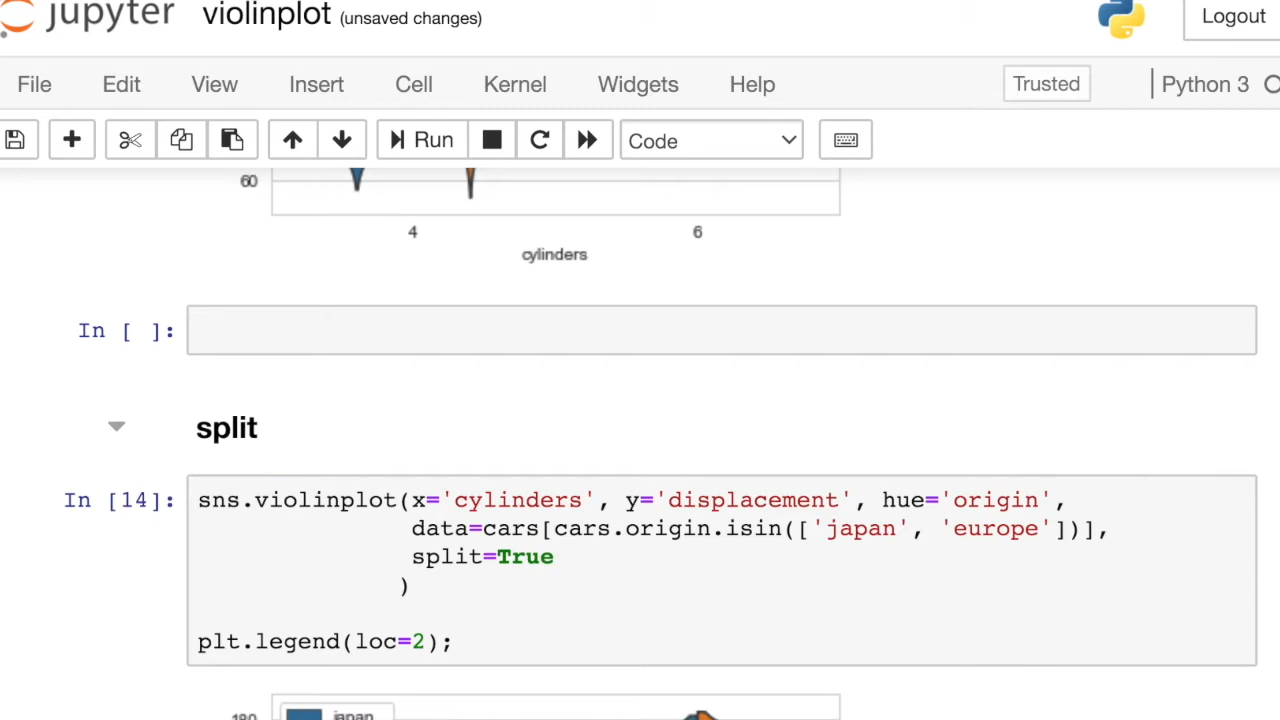 jupyter violinplot (unsaved changes) Logout
File Edit View Insert Cell Kernel Widgets Help Trusted Python 3
Run Code
60
4 6
cylinders
In [ ]:
split
In [14]: sns.violinplot(x='cylinders', y='displacement', hue='origin',
data=cars[cars.origin.isin(['japan', 'europe'])],
split=True
)
plt.legend(loc=2);
180 japan